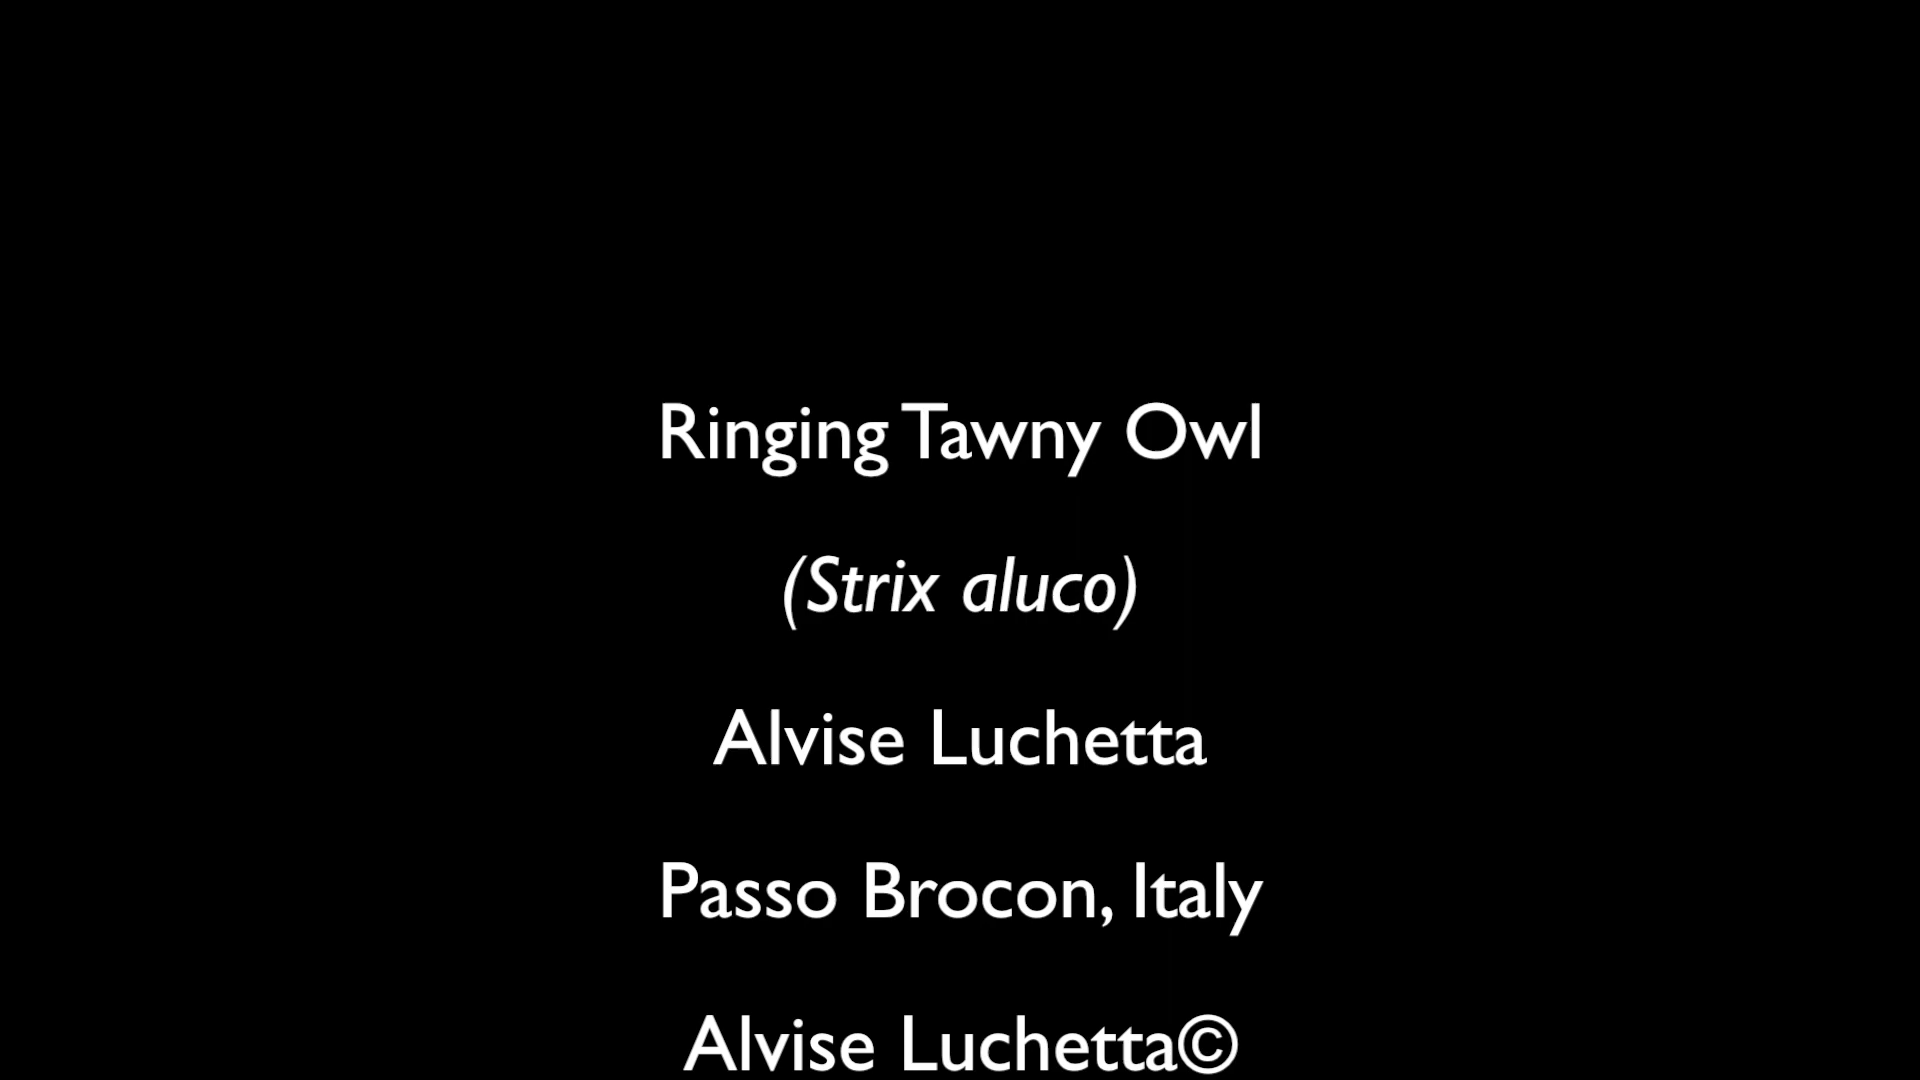 Ringing Tawny Owl
(Strix aluco)
Alvise Luchetta
Passo Brocon, Italy
Alvise Luchetta©